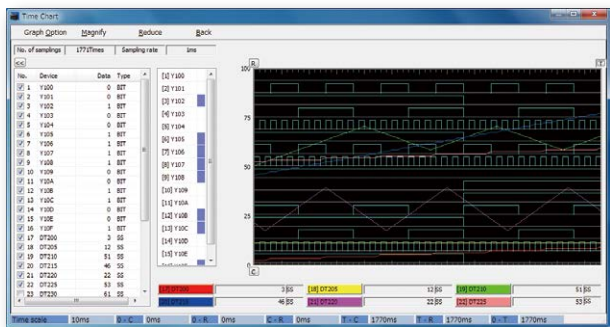 Time Chart
Graph Option Magnify Reduce Back
No. of samplings 1771Times Sampling rate 1ms
<<
No. Device Data Type
1 Y100 0 BIT
2 Y101 0 BIT
3 Y102 1 BIT
4 Y103 0 BIT
5 Y104 0 BIT
6 Y105 1 BIT
7 Y106 1 BIT
8 Y107 1 BIT
9 Y108 1 BIT
10 Y109 0 BIT
11 Y10A 0 BIT
12 Y10B 1 BIT
13 Y10C 1 BIT
14 Y10D 0 BIT
15 Y10E 0 BIT
16 Y10F 1 BIT
17 DT200 3 SS
18 DT205 12 SS
19 DT210 51 SS
20 DT215 46 SS
21 DT220 22 SS
22 DT225 53 SS
23 DT230 61 SS
[1] Y100
[2] Y101
[3] Y102
[4] Y103
[5] Y104
[6] Y105
[7] Y106
[8] Y107
[9] Y108
[10] Y109
[11] Y10A
[12] Y10B
[13] Y10C
[14] Y10D
[15] Y10E
R T
100
75
50
25
0
C
[17] DT200 3 SS [18] DT205 12 SS [19] DT210 51 SS
[20] DT215 46 SS [21] DT220 22 SS [22] DT225 53 SS
Time scale 10ms 0 - C 0ms 0 - R 0ms C - R 0ms T - C 1770ms T - R 1770ms 0 - T 1770ms